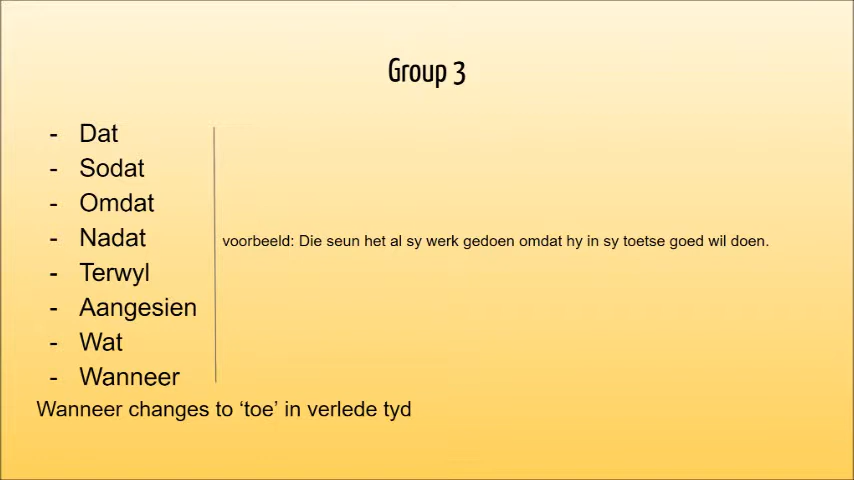 Group 3
- Dat
- Sodat
- Omdat
- Nadat
- Terwyl
- Aangesien
- Wat
- Wanneer
voorbeeld: Die seun het al sy werk gedoen omdat hy in sy toetse goed wil doen.
Wanneer changes to ‘toe’ in verlede tyd